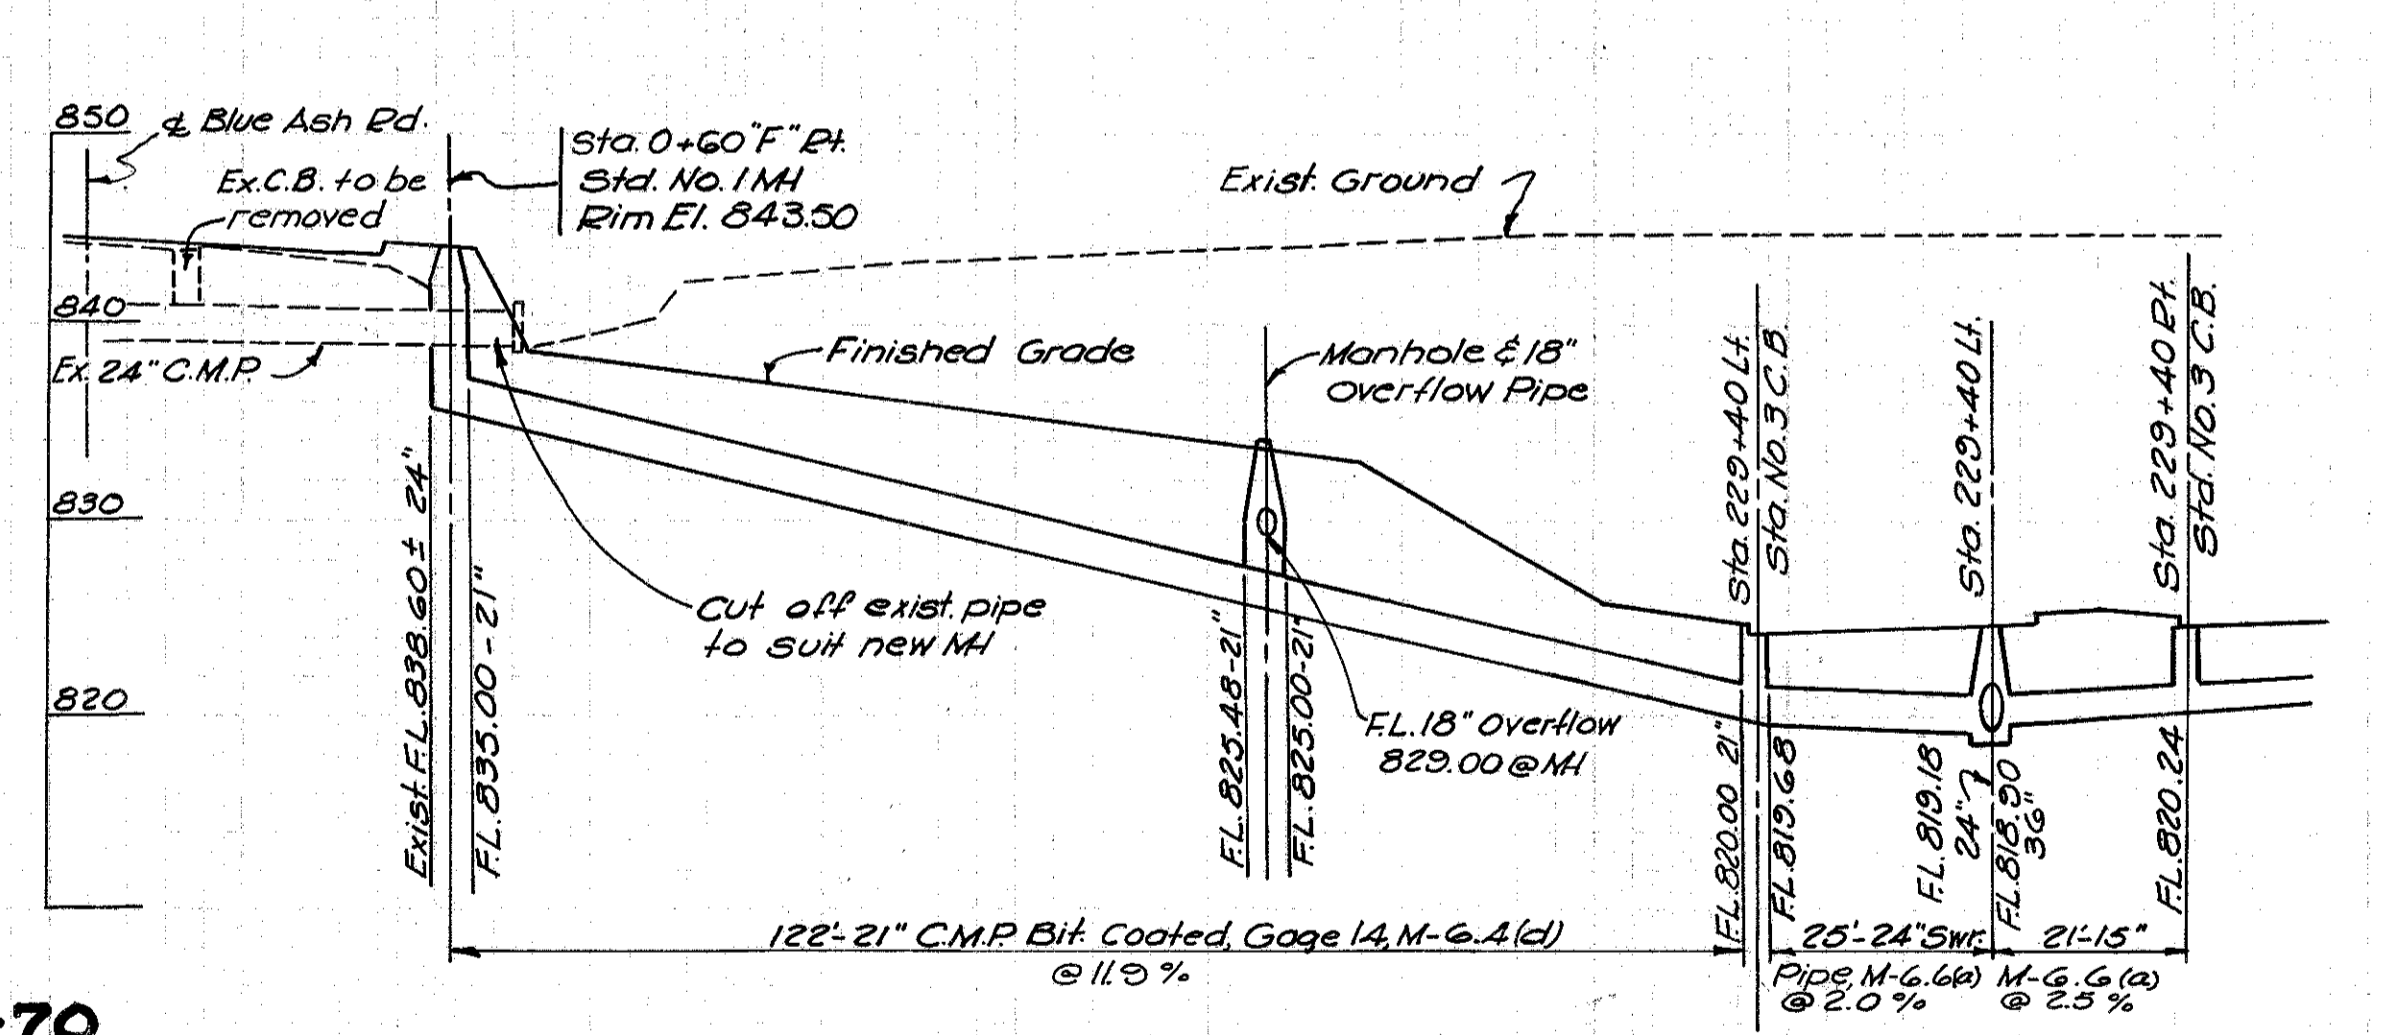 850
℄ Blue Ash Rd.
Sta. 0+60 "F" Rt.
Std. No. 1 MH
Rim El. 843.50
Ex. C.B. to be
removed
Exist. Ground
840
Ex. 24" C.M.P.
Finished Grade
Manhole & 18"
Overflow Pipe
830
820
Cut off exist. pipe
to suit new MH
F.L. 18" Overflow
829.00 @ MH
Exist. F.L. 838.60 ± 24"
F.L. 835.00 - 21"
F.L. 825.48 - 21"
F.L. 825.00 - 21"
Sta. 229+40 Lt.
Sta. No. 3 C.B.
F.L. 820.00 21"
F.L. 819.68
Sta. 229+40 Lt.
F.L. 819.18
24"
F.L. 818.90
36"
Sta. 229+40 Rt.
Std. No. 3 C.B.
F.L. 820.24
122'-21" C.M.P. Bit. Coated, Gage 14, M-6.4(d)
@ 11.9 %
25'-24" Swr.
Pipe, M-6.6(a)
@ 2.0 %
21'-15"
M-6.6(a)
@ 2.5 %
70